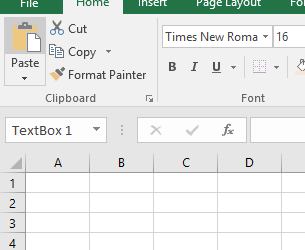 File Home Insert Page Layout Formulas
Paste
Cut
Copy
Format Painter
Clipboard
Times New Roma 16
B I U
Font
TextBox 1 fx
A B C D
1
2
3
4